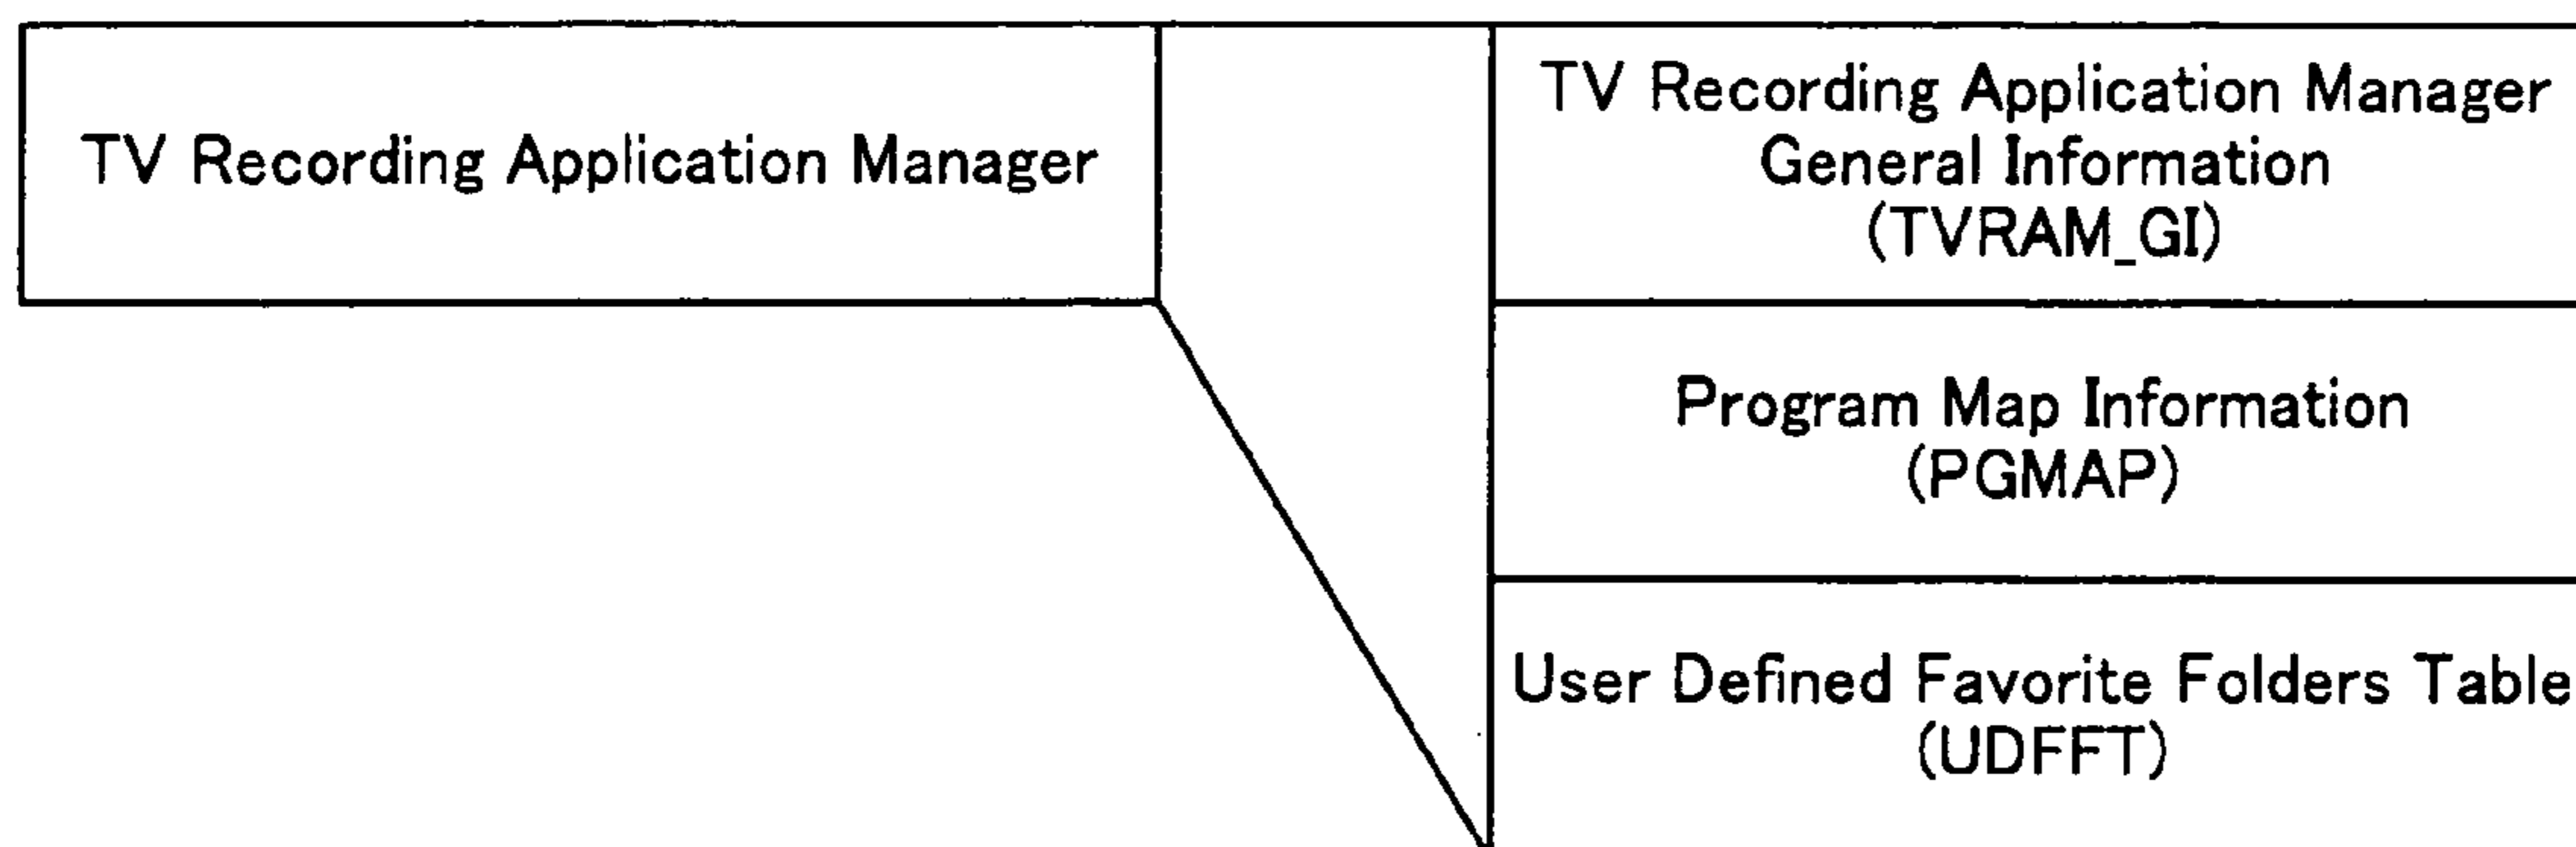 TV Recording Application Manager
TV Recording Application Manager
General Information
(TVRAM_GI)
Program Map Information
(PGMAP)
User Defined Favorite Folders Table
(UDFFT)